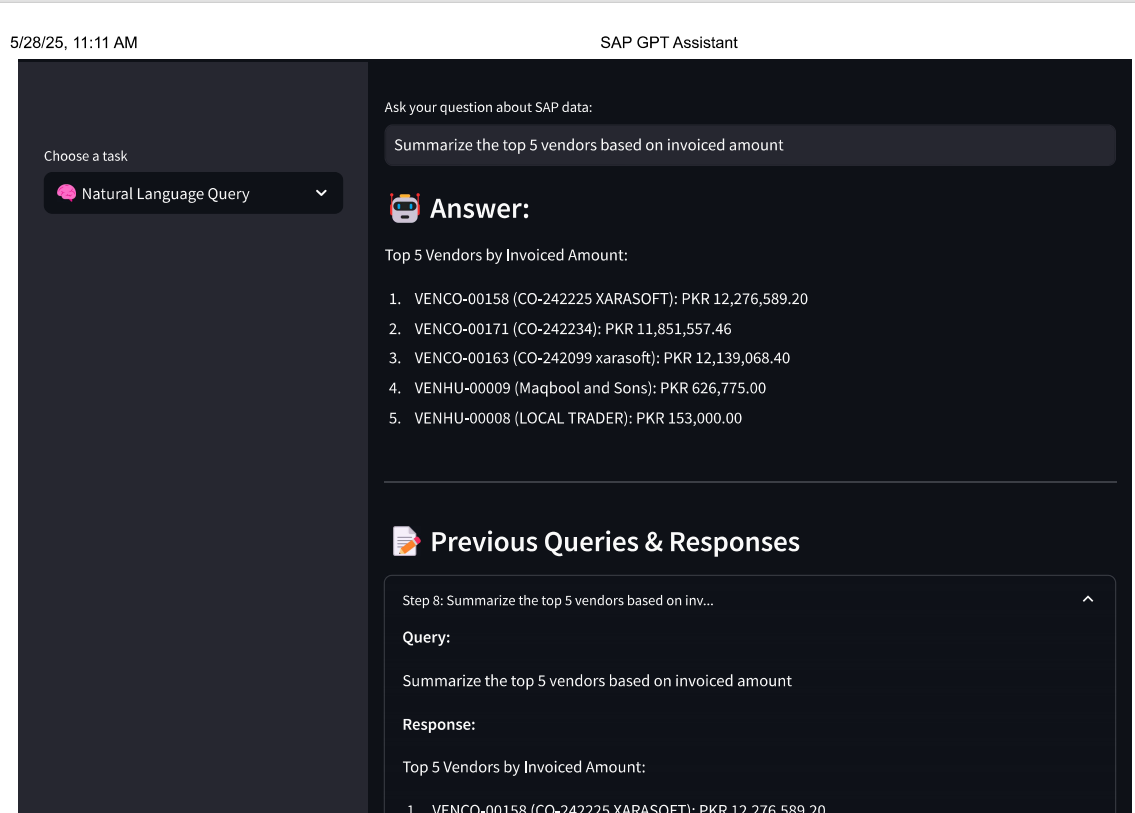 5/28/25, 11:11 AM SAP GPT Assistant
Ask your question about SAP data:
Summarize the top 5 vendors based on invoiced amount
Choose a task
Natural Language Query
Answer:
Top 5 Vendors by Invoiced Amount:
1. VENCO-00158 (CO-242225 XARASOFT): PKR 12,276,589.20
2. VENCO-00171 (CO-242234): PKR 11,851,557.46
3. VENCO-00163 (CO-242099 xarasoft): PKR 12,139,068.40
4. VENHU-00009 (Maqbool and Sons): PKR 626,775.00
5. VENHU-00008 (LOCAL TRADER): PKR 153,000.00
Previous Queries & Responses
Step 8: Summarize the top 5 vendors based on inv...
Query:
Summarize the top 5 vendors based on invoiced amount
Response:
Top 5 Vendors by Invoiced Amount:
1. VENCO-00158 (CO-242225 XARASOFT): PKR 12,276,589.20